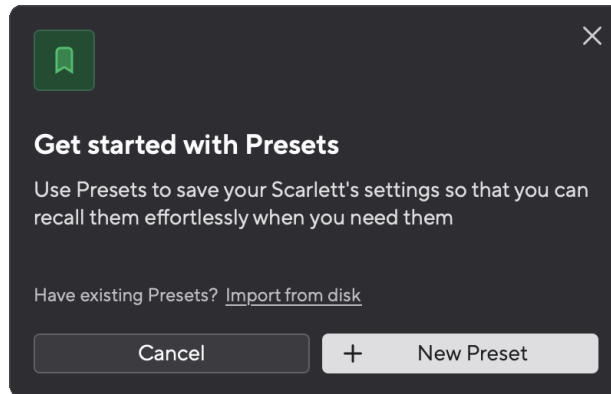 Get started with Presets
Use Presets to save your Scarlett's settings so that you can
recall them effortlessly when you need them
Have existing Presets? Import from disk
Cancel
+ New Preset